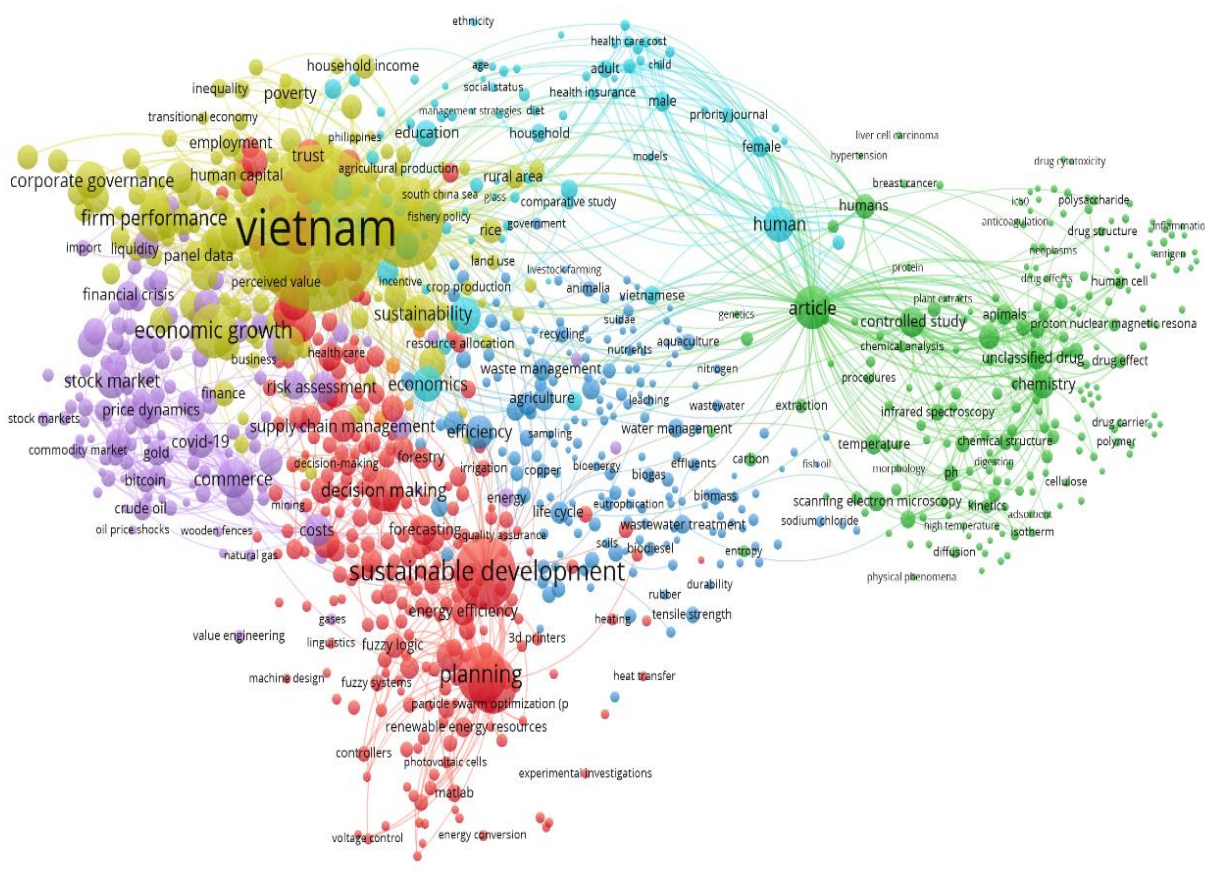 ethnicity
health care cost
household income
age
adult
child
inequality
poverty
social status
health insurance
male
transitional economy
management strategies
diet
priority journal
employment
philippines
education
household
female
liver cell carcinoma
trust
models
hypertension
drug cytotoxicity
corporate governance
human capital
agricultural production
rural area
breast cancer
south china sea
glass
comparative study
humans
ic50
polysaccharide
firm performance
vietnam
fishery policy
government
human
anticoagulation
drug structure
inflammatio
import
liquidity
panel data
rice
neoplasms
antigen
land use
protein
drug effects
human cell
financial crisis
perceived value
incentive
crop production
livestock farming
animalia
vietnamese
plant extracts
economic growth
sustainability
suidae
genetics
article
controlled study
animals
proton nuclear magnetic resona
recycling
resource allocation
nutrients
aquaculture
chemical analysis
business
health care
unclassified drug
drug effect
stock market
finance
risk assessment
economics
waste management
nitrogen
procedures
chemistry
agriculture
leaching
stock markets
price dynamics
wastewater
extraction
infrared spectroscopy
drug carrier
covid-19
supply chain management
efficiency
sampling
water management
temperature
chemical structure
polymer
commodity market
gold
decision-making
forestry
carbon
fish oil
morphology
digestion
bitcoin
commerce
irrigation
copper
bioenergy
biogas
effluents
ph
cellulose
crude oil
mining
decision making
energy
eutrophication
biomass
scanning electron microscopy
kinetics
adsorbent
oil price shocks
wooden fences
costs
forecasting
quality assurance
life cycle
wastewater treatment
sodium chloride
high temperature
isotherm
natural gas
soils
biodiesel
entropy
diffusion
sustainable development
durability
physical phenomena
rubber
energy efficiency
tensile strength
gases
heating
value engineering
linguistics
fuzzy logic
3d printers
machine design
fuzzy systems
planning
heat transfer
particle swarm optimization (p
renewable energy resources
controllers
photovoltaic cells
experimental investigations
matlab
voltage control
energy conversion